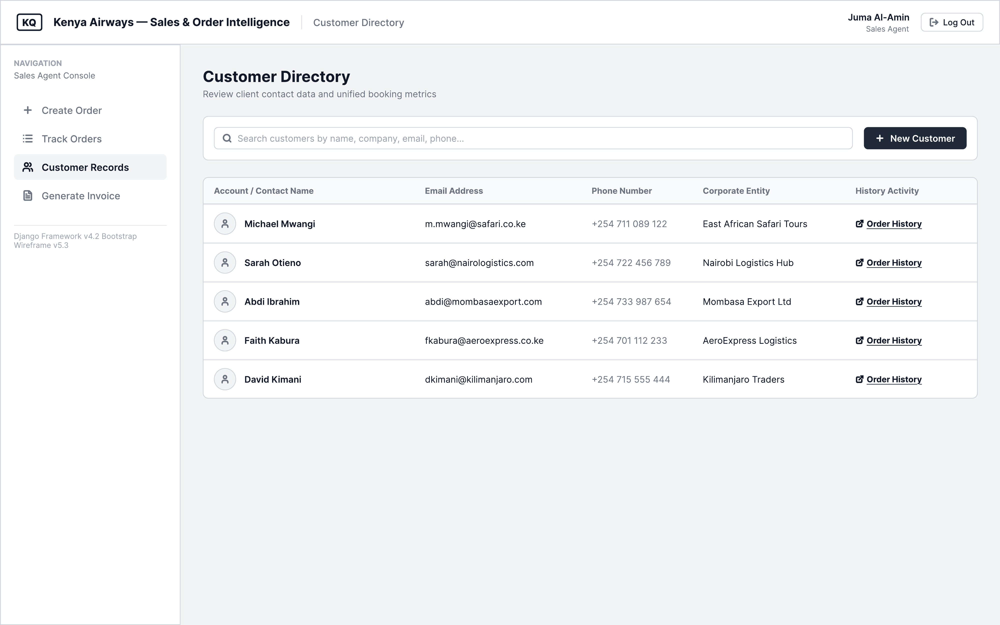 KQ
Kenya Airways — Sales & Order Intelligence
Customer Directory
Juma Al-Amin
Sales Agent
Log Out
NAVIGATION
Sales Agent Console
Create Order
Track Orders
Customer Records
Generate Invoice
Django Framework v4.2 Bootstrap
Wireframe v5.3
Customer Directory
Review client contact data and unified booking metrics
Search customers by name, company, email, phone...
New Customer
Account / Contact Name Email Address Phone Number Corporate Entity History Activity
Michael Mwangi m.mwangi@safari.co.ke +254 711 089 122 East African Safari Tours Order History
Sarah Otieno sarah@nairologistics.com +254 722 456 789 Nairobi Logistics Hub Order History
Abdi Ibrahim abdi@mombasaexport.com +254 733 987 654 Mombasa Export Ltd Order History
Faith Kabura fkabura@aeroexpress.co.ke +254 701 112 233 AeroExpress Logistics Order History
David Kimani dkimani@kilimanjaro.com +254 715 555 444 Kilimanjaro Traders Order History